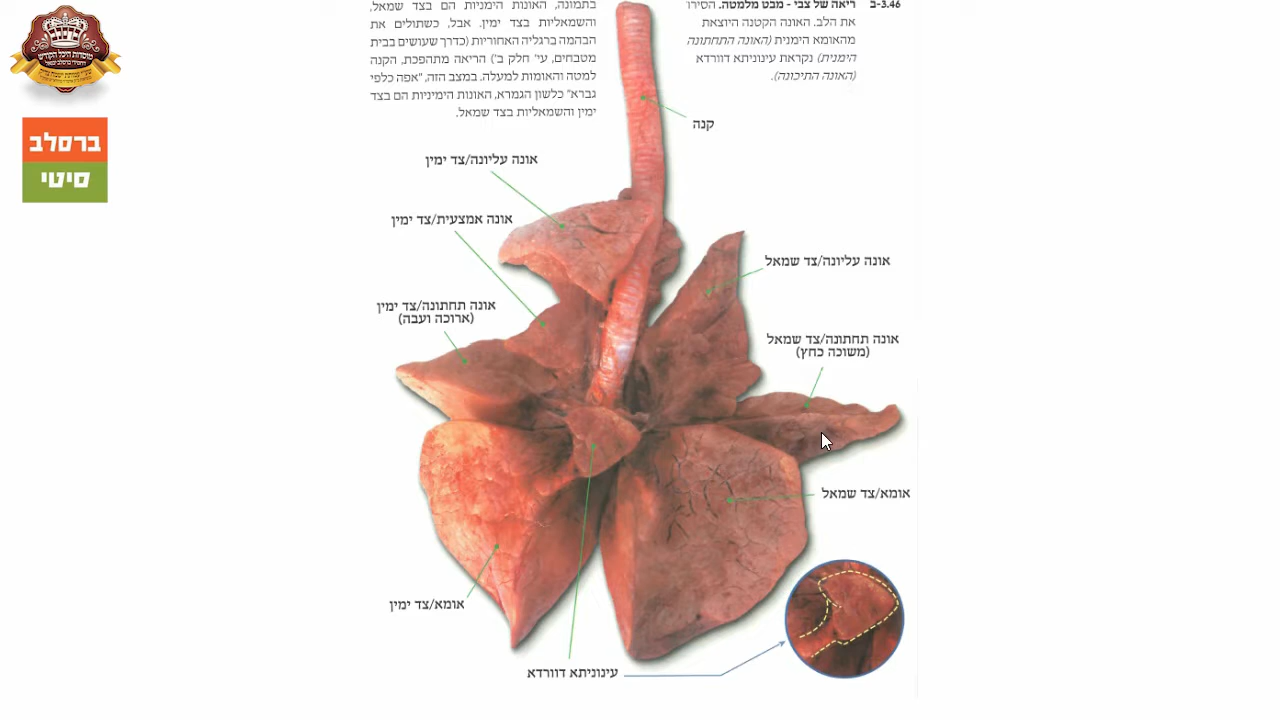 3.46-ב ריאה של צבי - מבט מלמטה. הסירו
את הלב. האונה הקטנה היוצאת
מהאומא הימנית (האונה התחתונה
הימנית) נקראת עינוניתא דוורדא
(האונה התיכונה).
בתמונה, האונות הימניות הם בצד שמאל,
והשמאליות בצד ימין. אבל, כשתולים את
הבהמה ברגליה האחוריות (כדרך שעושים בבית
מטבחים, עי' חלק ב') הריאה מתהפכת, הקנה
למטה והאומות למעלה. במצב הזה, "אפה כלפי
גברא" כלשון הגמרא, האונות הימיניות הם בצד
ימין והשמאליות בצד שמאל.
קנה
אונה עליונה/צד ימין
אונה אמצעית/צד ימין
אונה עליונה/צד שמאל
אונה תחתונה/צד ימין
(ארוכה ועבה)
אונה תחתונה/צד שמאל
(משוכה כחץ)
אומא/צד שמאל
אומא/צד ימין
עינוניתא דוורדא
ברסלב
סיטי